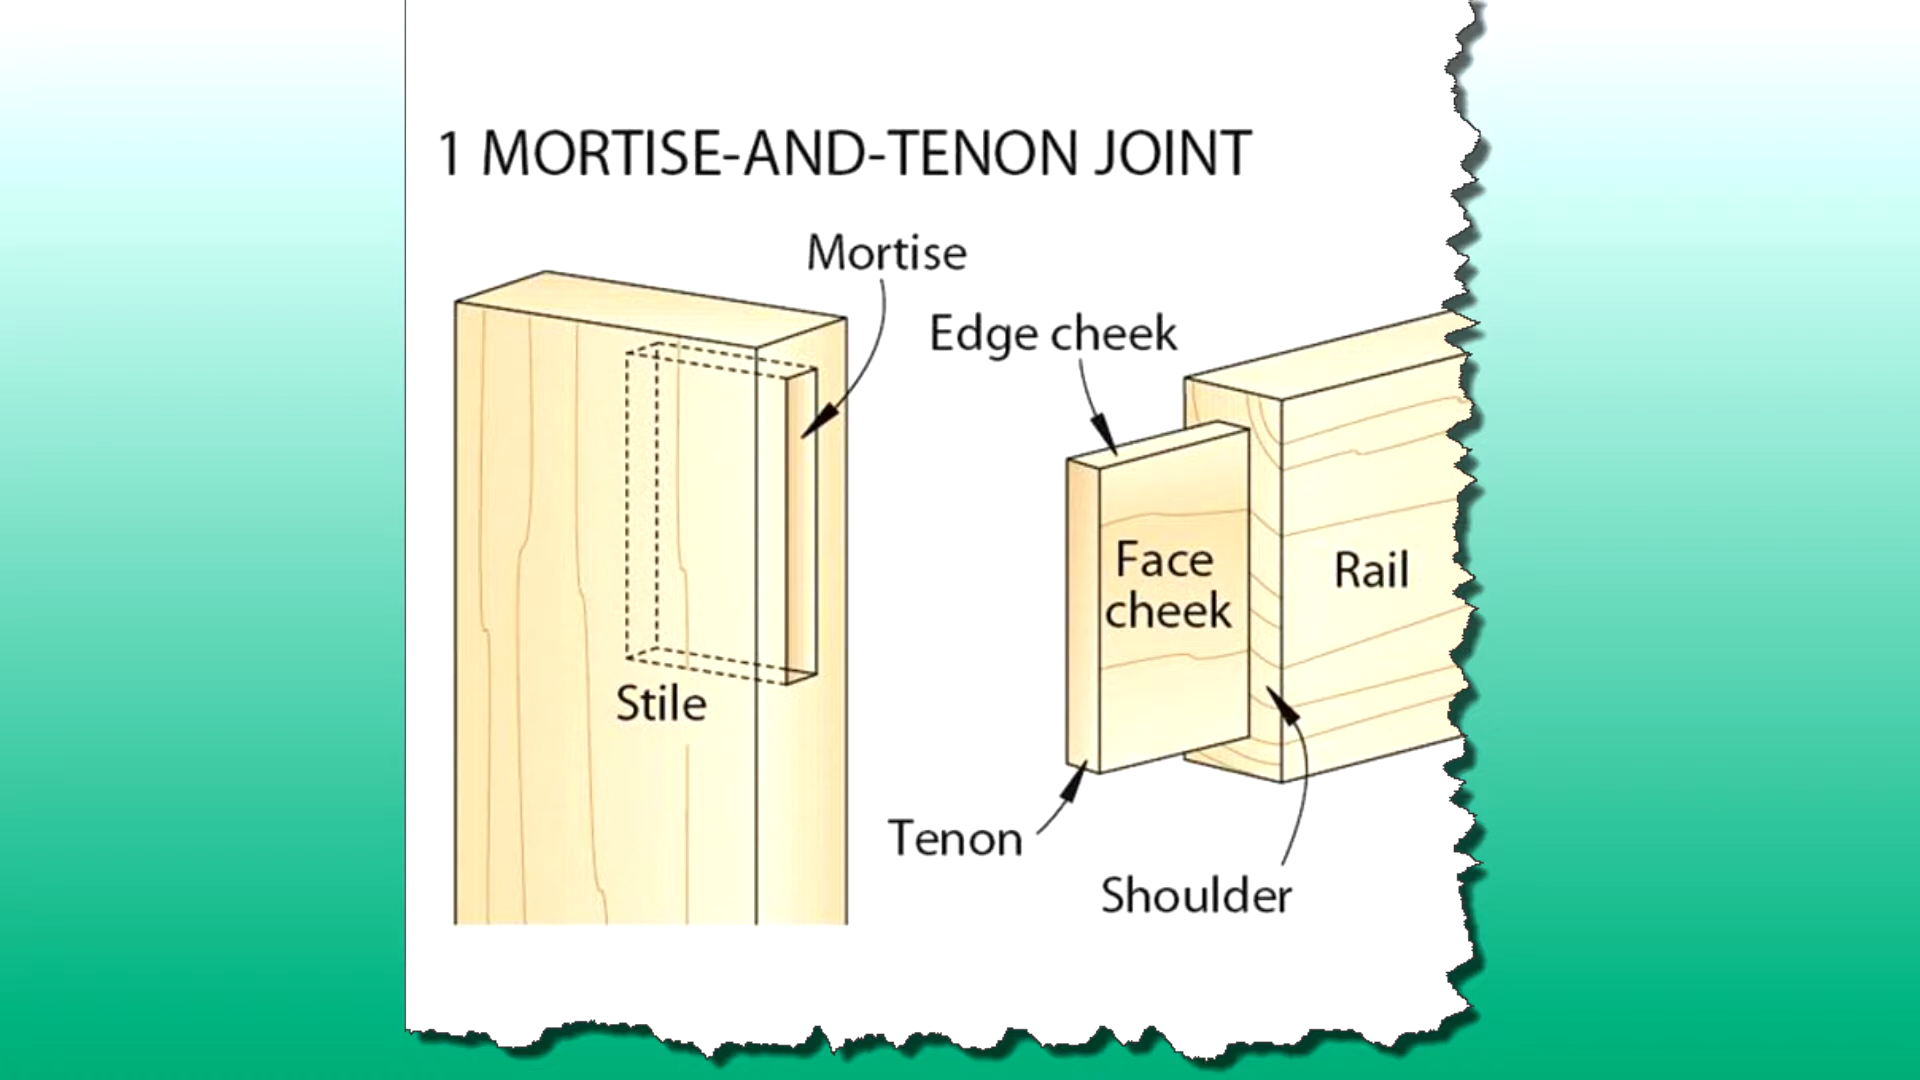 1 MORTISE-AND-TENON JOINT
Mortise
Edge cheek
Face
cheek
Rail
Stile
Tenon
Shoulder